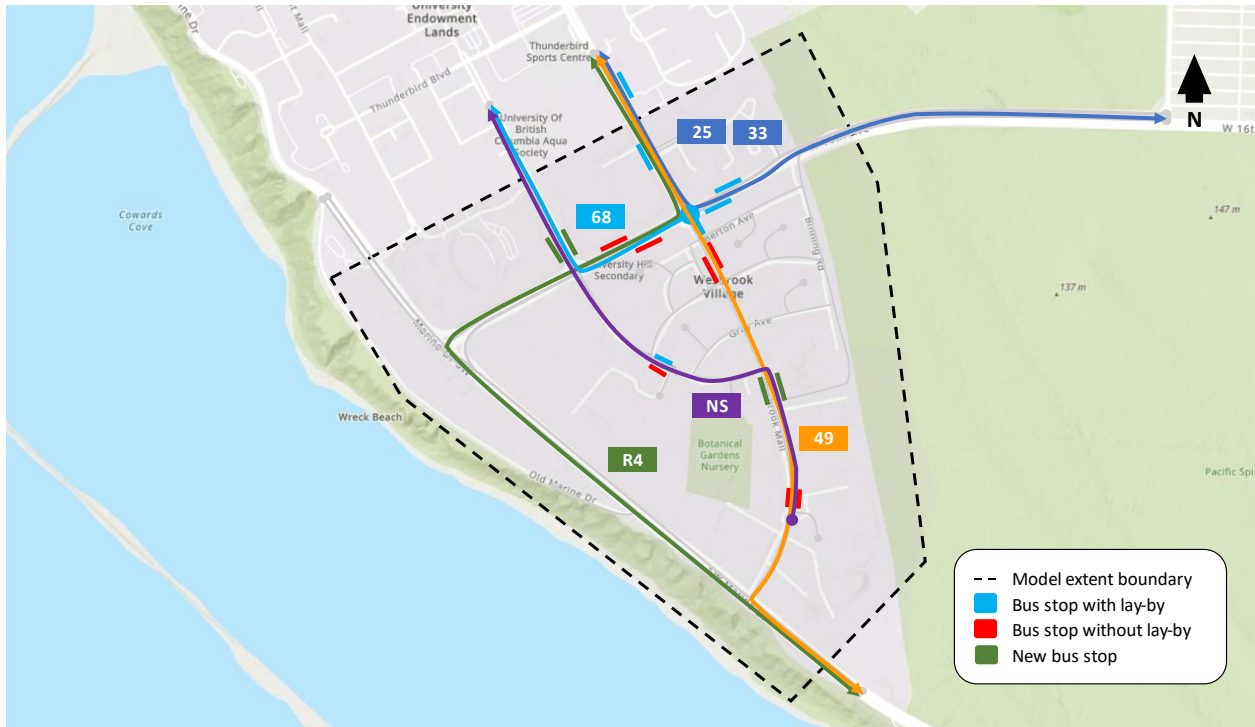 University
Endowment
Lands
Thunderbird
Sports Centre
Thunderbird Blvd
University Of
British
Columbia Aqua
Society
25
33
N
W 16t
Cowards
Cove
68
147 m
Binning Rd
University Hill
Secondary
Wesbrook
Village
137 m
Gray Ave
Marine Dr
Wreck Beach
NS
49
Botanical
Gardens
Nursery
R4
Old Marine Dr
Pacific Spi
Model extent boundary
Bus stop with lay-by
Bus stop without lay-by
New bus stop